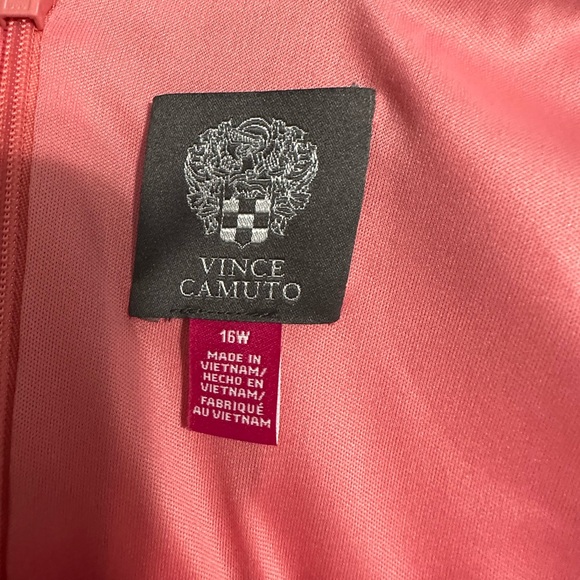 VINCE
CAMUTO
16W
MADE IN
VIETNAM/
HECHO EN
VIETNAM/
FABRIQUÉ
AU VIETNAM